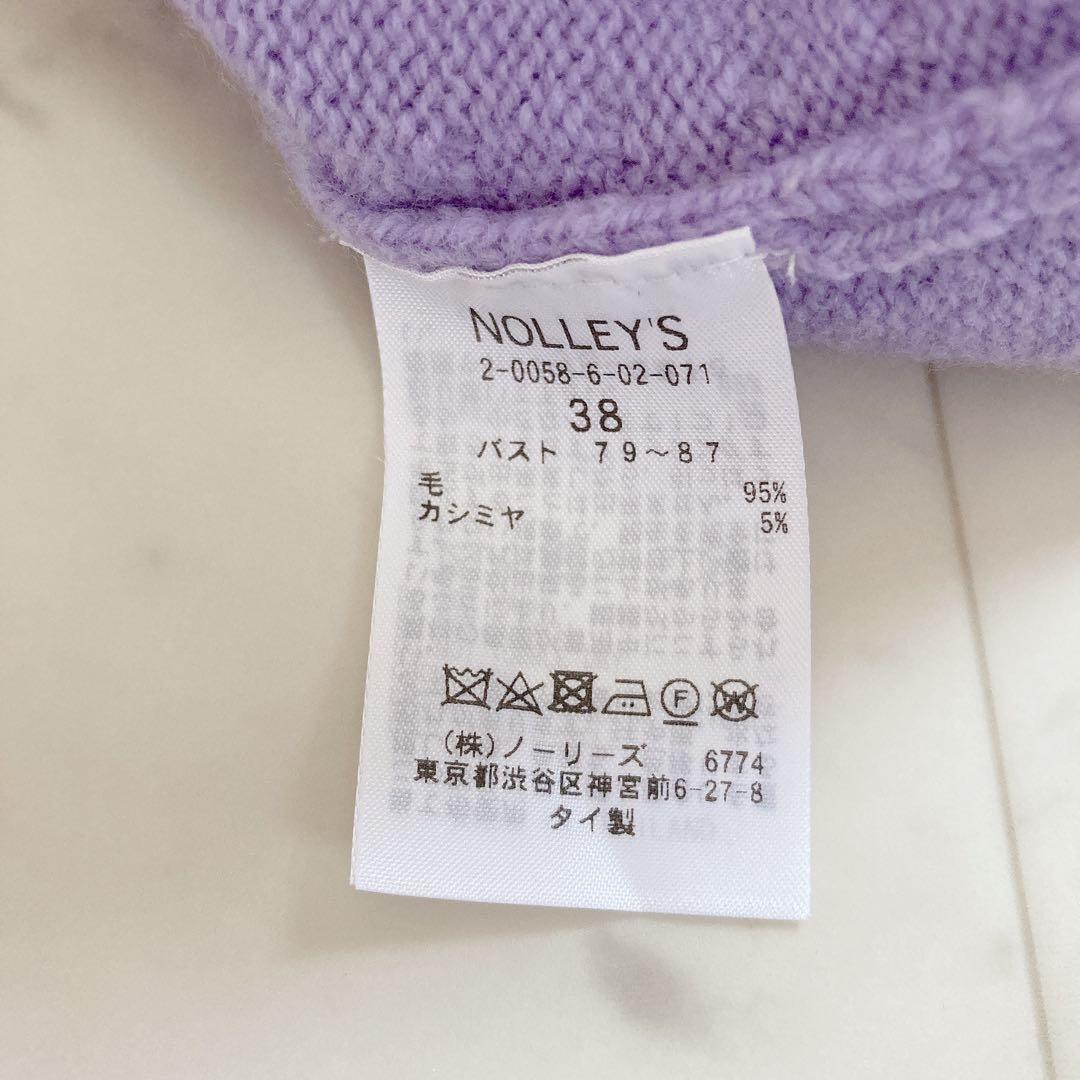 NOLLEY'S
2-0058-6-02-071
38
バスト 79～87
毛 95%
カシミヤ 5%
F W
(株)ノーリーズ 6774
東京都渋谷区神宮前6-27-8
タイ製